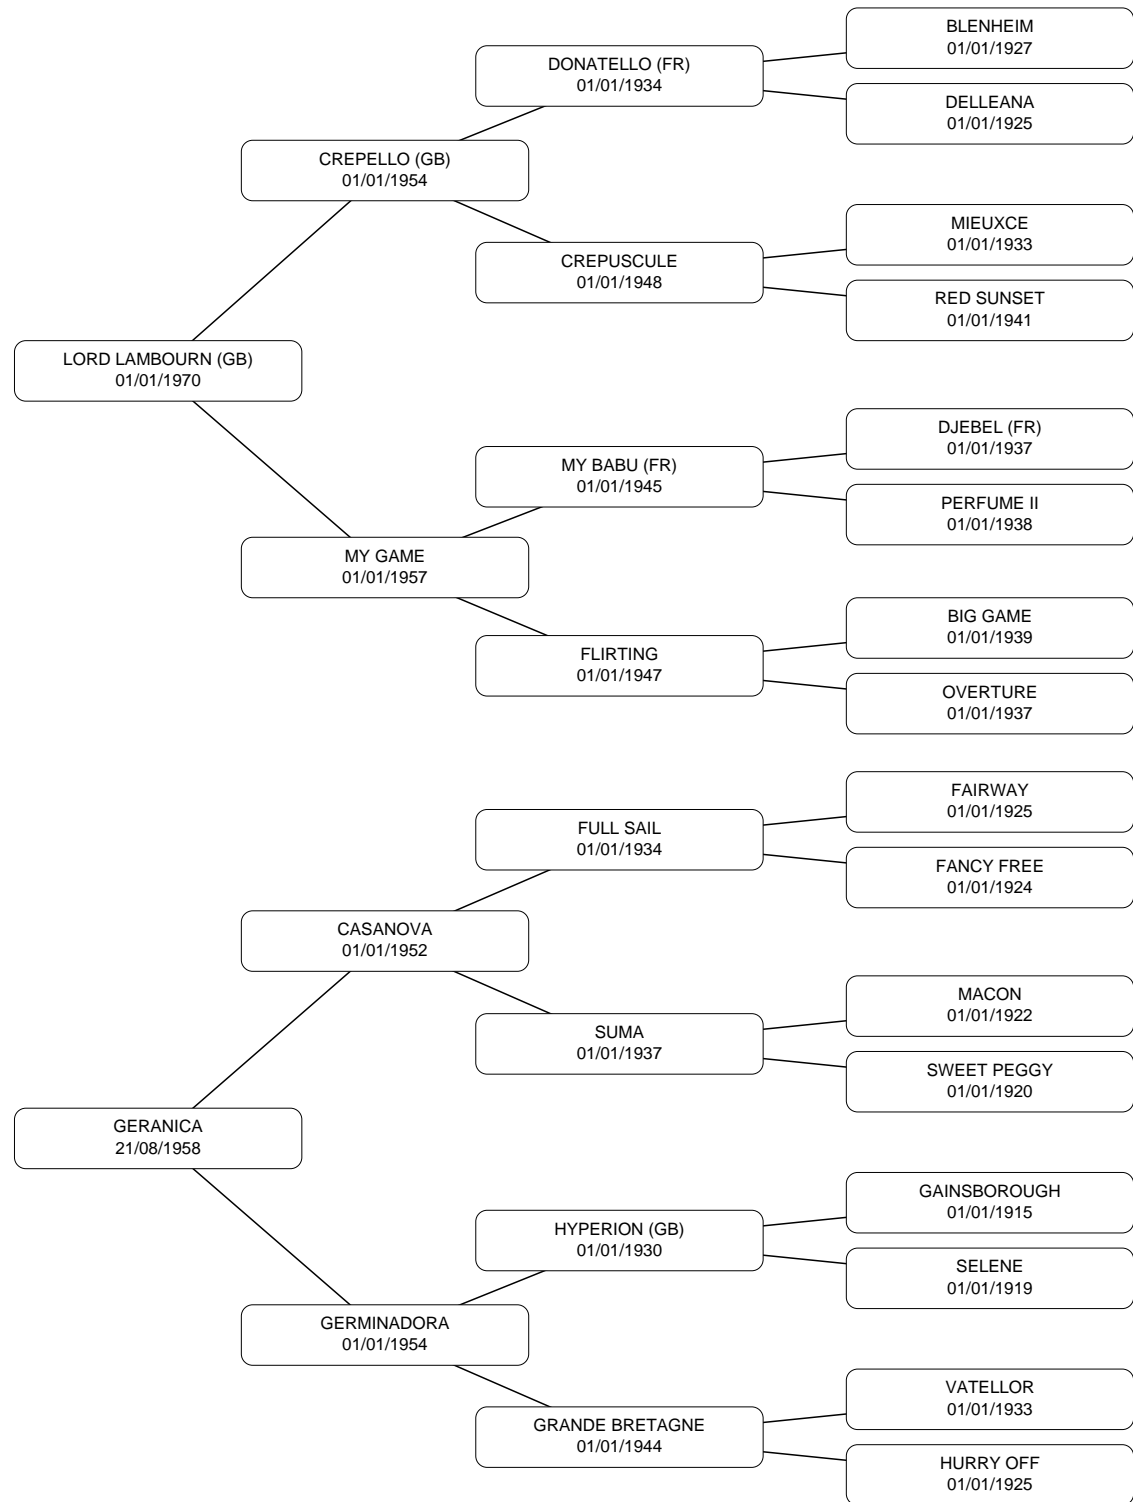 BLENHEIM
01/01/1927
DONATELLO (FR)
01/01/1934
DELLEANA
01/01/1925
CREPELLO (GB)
01/01/1954
MIEUXCE
01/01/1933
CREPUSCULE
01/01/1948
RED SUNSET
01/01/1941
LORD LAMBOURN (GB)
01/01/1970
DJEBEL (FR)
01/01/1937
MY BABU (FR)
01/01/1945
PERFUME II
01/01/1938
MY GAME
01/01/1957
BIG GAME
01/01/1939
FLIRTING
01/01/1947
OVERTURE
01/01/1937
FAIRWAY
01/01/1925
FULL SAIL
01/01/1934
FANCY FREE
01/01/1924
CASANOVA
01/01/1952
MACON
01/01/1922
SUMA
01/01/1937
SWEET PEGGY
01/01/1920
GERANICA
21/08/1958
GAINSBOROUGH
01/01/1915
HYPERION (GB)
01/01/1930
SELENE
01/01/1919
GERMINADORA
01/01/1954
VATELLOR
01/01/1933
GRANDE BRETAGNE
01/01/1944
HURRY OFF
01/01/1925